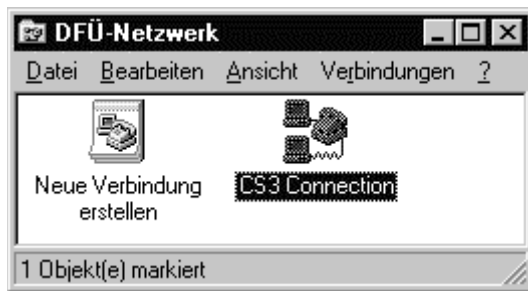 DFÜ-Netzwerk
Datei Bearbeiten Ansicht Verbindungen ?
Neue Verbindung erstellen
CS3 Connection
1 Objekt(e) markiert